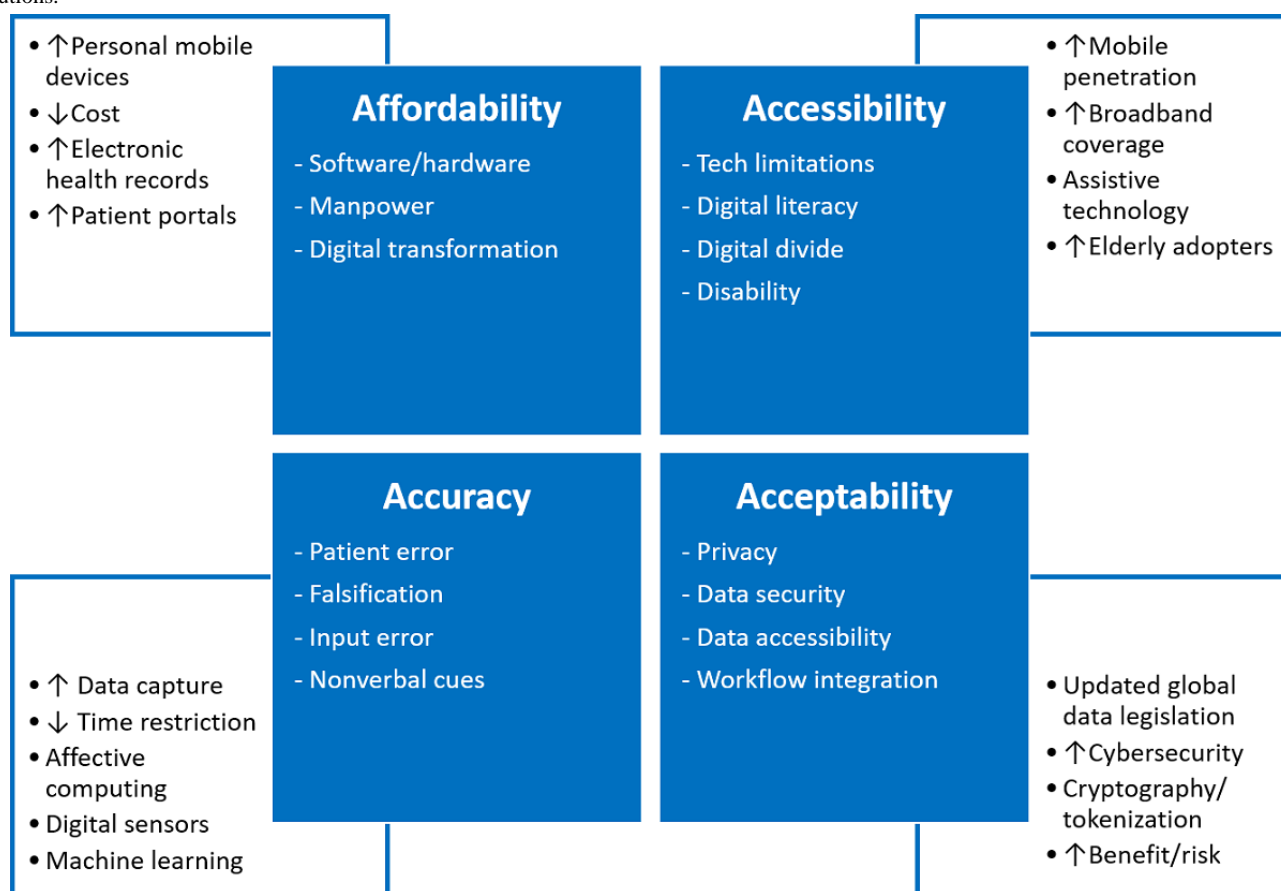 • ↑Personal mobile
devices
• ↓Cost
• ↑Electronic
health records
• ↑Patient portals
Affordability
- Software/hardware
- Manpower
- Digital transformation
Accessibility
- Tech limitations
- Digital literacy
- Digital divide
- Disability
• ↑Mobile
penetration
• ↑Broadband
coverage
• Assistive
technology
• ↑Elderly adopters
Accuracy
- Patient error
- Falsification
- Input error
- Nonverbal cues
Acceptability
- Privacy
- Data security
- Data accessibility
- Workflow integration
• ↑ Data capture
• ↓ Time restriction
• Affective
computing
• Digital sensors
• Machine learning
• Updated global
data legislation
• ↑Cybersecurity
• Cryptography/
tokenization
• ↑Benefit/risk